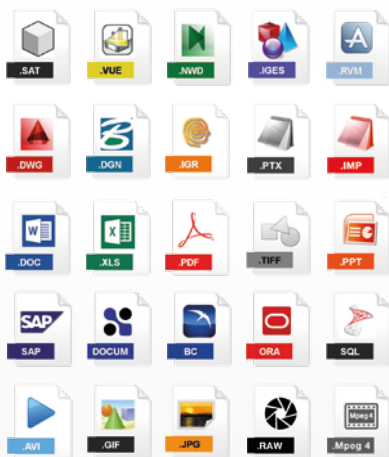 .SAT
.VUE
.NWD
.IGES
.RVM
.DWG
.DGN
.IGR
.PTX
.IMP
.DOC
.XLS
.PDF
.TIFF
.PPT
SAP
SAP
DOCUM
BC
ORA
SQL
.AVI
.GIF
.JPG
.RAW
Mpeg 4
.Mpeg 4